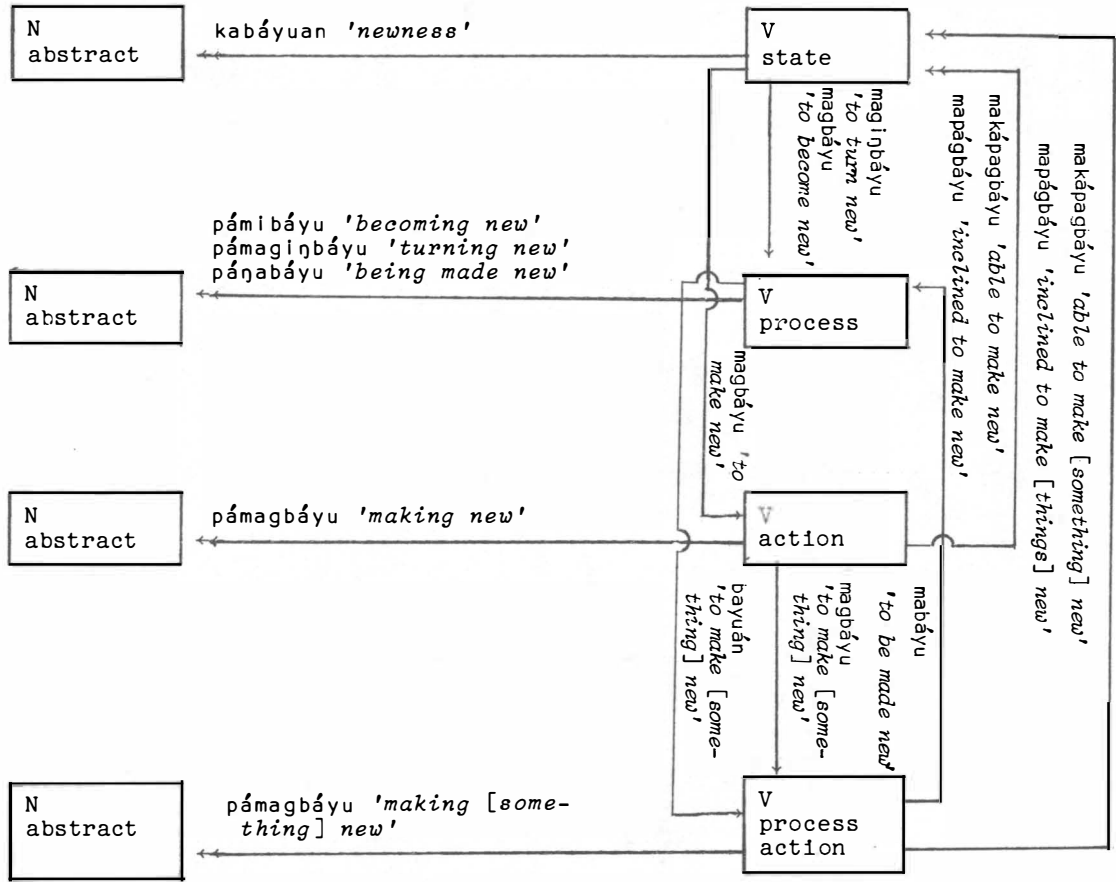 N
abstract
kabáyuan 'newness'
V
state
magiŋbáyu
'to turn new'
magbáyu
'to become new'
makápagbáyu 'able to make new'
mapágbáyu 'inclined to make new'
makápagbáyu 'able to make [something] new'
mapágbáyu 'inclined to make [things] new'
pámibáyu 'becoming new'
pámagiŋbáyu 'turning new'
páŋabáyu 'being made new'
N
abstract
V
process
magbáyu 'to
make new'
N
abstract
pámagbáyu 'making new'
V
action
bayuán
'to make [some-
thing] new'
magbáyu
'to make [some-
thing] new'
mabáyu
'to be made new'
N
abstract
pámagbáyu 'making [some-
thing] new'
V
process
action